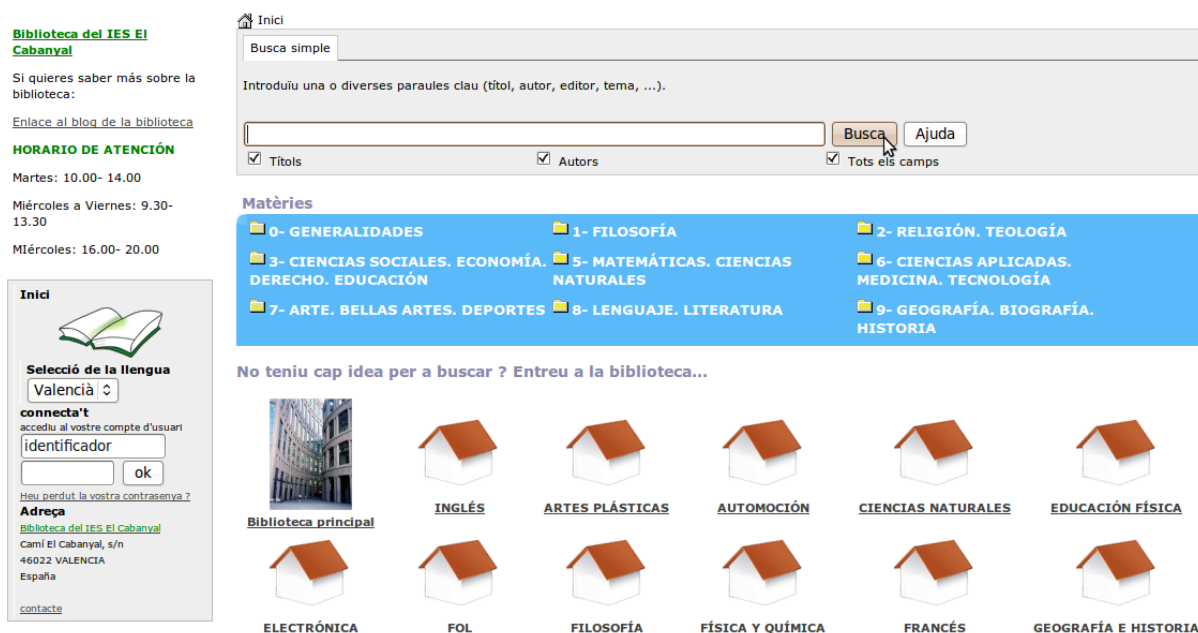 Biblioteca del IES El
Cabanyal
Si quieres saber más sobre la
biblioteca:
Enlace al blog de la biblioteca
HORARIO DE ATENCIÓN
Martes: 10.00- 14.00
Miércoles a Viernes: 9.30-
13.30
MIércoles: 16.00- 20.00
Inici
Selecció de la llengua
Valencià
connecta't
accediu al vostre compte d'usuari
identificador
ok
Heu perdut la vostra contrasenya ?
Adreça
Biblioteca del IES El Cabanyal
Camí El Cabanyal, s/n
46022 VALENCIA
España
contacte
Inici
Busca simple
Introduïu una o diverses paraules clau (títol, autor, editor, tema, ...).
Busca Ajuda
Títols Autors Tots els camps
Matèries
0- GENERALIDADES
1- FILOSOFÍA
2- RELIGIÓN. TEOLOGÍA
3- CIENCIAS SOCIALES. ECONOMÍA.
DERECHO. EDUCACIÓN
5- MATEMÁTICAS. CIENCIAS
NATURALES
6- CIENCIAS APLICADAS.
MEDICINA. TECNOLOGÍA
7- ARTE. BELLAS ARTES. DEPORTES
8- LENGUAJE. LITERATURA
9- GEOGRAFÍA. BIOGRAFÍA.
HISTORIA
No teniu cap idea per a buscar ? Entreu a la biblioteca...
Biblioteca principal
INGLÉS
ARTES PLÁSTICAS
AUTOMOCIÓN
CIENCIAS NATURALES
EDUCACIÓN FÍSICA
ELECTRÓNICA
FOL
FILOSOFÍA
FÍSICA Y QUÍMICA
FRANCÉS
GEOGRAFÍA E HISTORIA